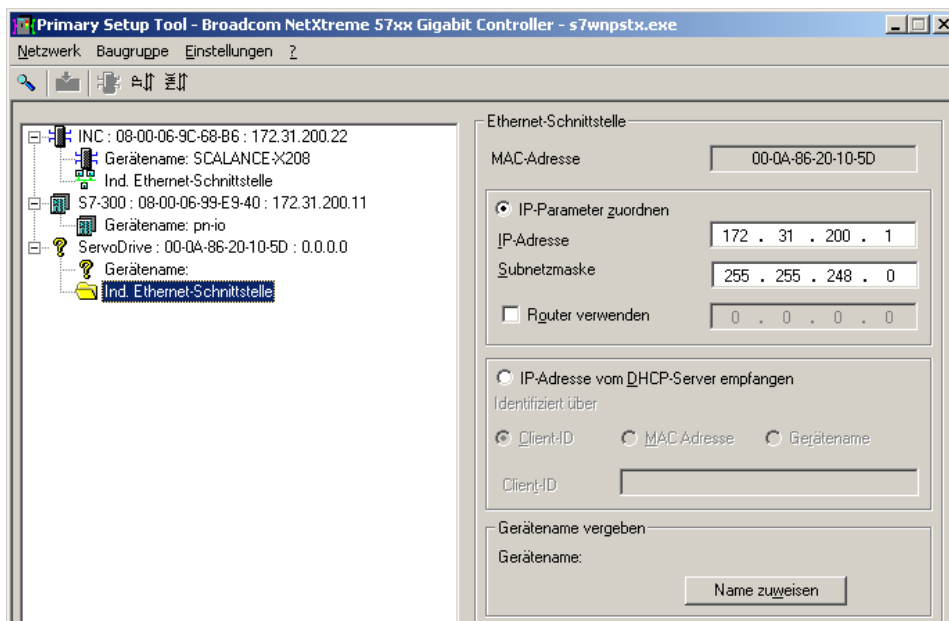 Primary Setup Tool - Broadcom NetXtreme 57xx Gigabit Controller - s7wnpstx.exe
Netzwerk Baugruppe Einstellungen ?
INC : 08-00-06-9C-68-B6 : 172.31.200.22
Gerätename: SCALANCE-X208
Ind. Ethernet-Schnittstelle
S7-300 : 08-00-06-99-E9-40 : 172.31.200.11
Gerätename: pn-io
ServoDrive : 00-0A-86-20-10-5D : 0.0.0.0
Gerätename:
Ind. Ethernet-Schnittstelle
Ethernet-Schnittstelle
MAC-Adresse 00-0A-86-20-10-5D
IP-Parameter zuordnen
IP-Adresse 172 . 31 . 200 . 1
Subnetzmaske 255 . 255 . 248 . 0
Router verwenden 0 . 0 . 0 . 0
IP-Adresse vom DHCP-Server empfangen
Identifiziert über
Client-ID MAC Adresse Gerätename
Client-ID
Gerätename vergeben
Gerätename:
Name zuweisen